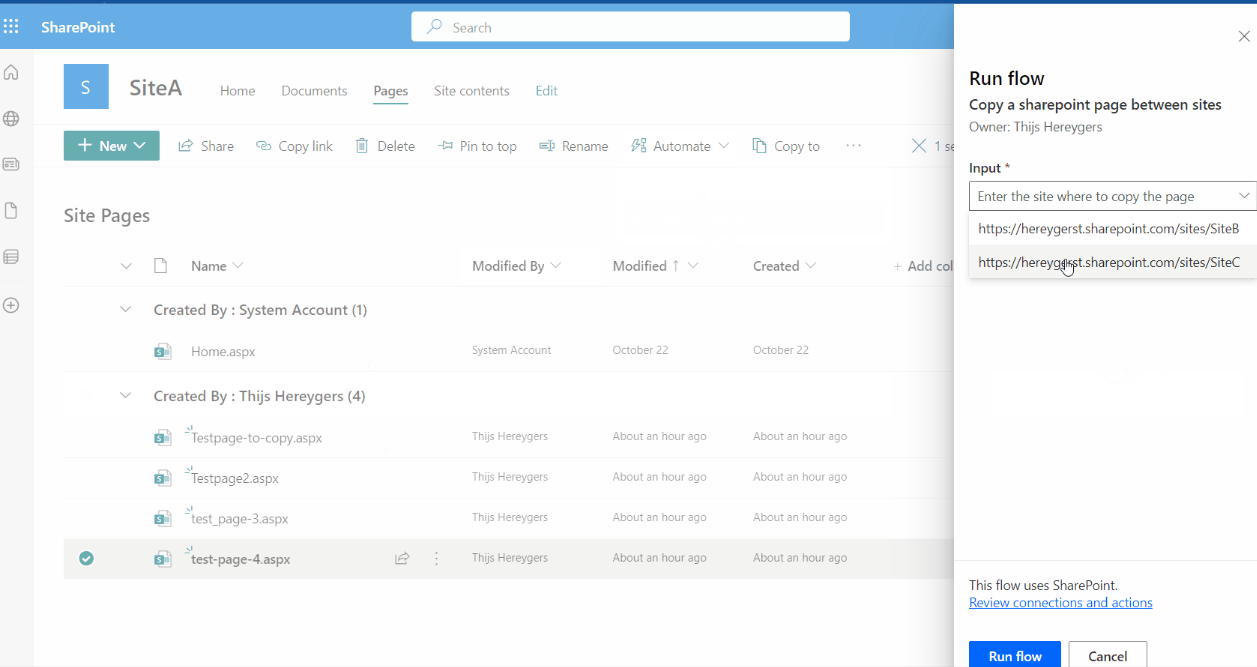 SharePoint
Search
S
SiteA
Home Documents Pages Site contents Edit
New Share Copy link Delete Pin to top Rename Automate Copy to ... 1 se
Site Pages
Name Modified By Modified ↑ Created + Add col
Created By : System Account (1)
Home.aspx System Account October 22 October 22
Created By : Thijs Hereygers (4)
Testpage-to-copy.aspx Thijs Hereygers About an hour ago About an hour ago
Testpage2.aspx Thijs Hereygers About an hour ago About an hour ago
test_page-3.aspx Thijs Hereygers About an hour ago About an hour ago
test-page-4.aspx Thijs Hereygers About an hour ago About an hour ago
Run flow
Copy a sharepoint page between sites
Owner: Thijs Hereygers
Input *
Enter the site where to copy the page
https://hereygerst.sharepoint.com/sites/SiteB
https://hereygerst.sharepoint.com/sites/SiteC
This flow uses SharePoint.
Review connections and actions
Run flow Cancel